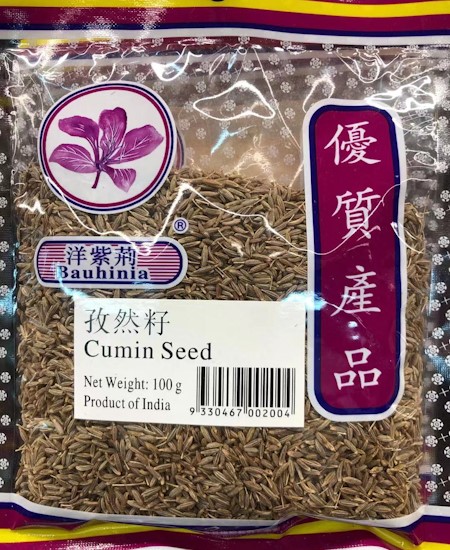 洋紫荊
®
Bauhinia
優質產品
孜然籽
Cumin Seed
Net Weight: 100 g
Product of India
9 330467 002004